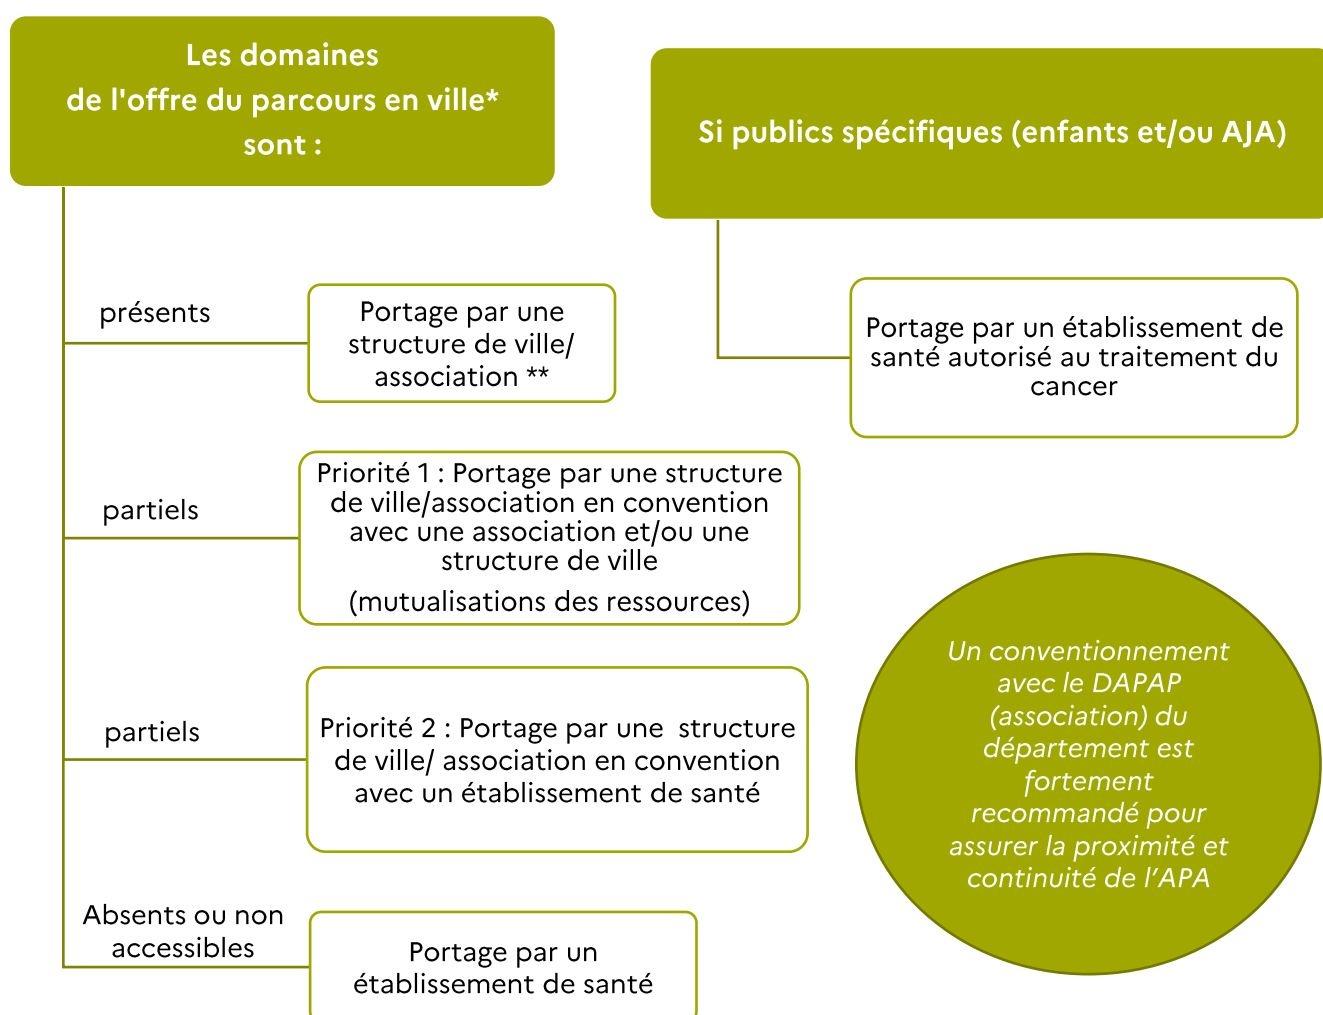 Les domaines
de l'offre du parcours en ville*
sont :
présents
Portage par une
structure de ville/
association **
partiels
Priorité 1 : Portage par une structure
de ville/association en convention
avec une association et/ou une
structure de ville
(mutualisations des ressources)
partiels
Priorité 2 : Portage par une structure
de ville/ association en convention
avec un établissement de santé
Absents ou non
accessibles
Portage par un
établissement de santé
Si publics spécifiques (enfants et/ou AJA)
Portage par un établissement de
santé autorisé au traitement du
cancer
Un conventionnement
avec le DAPAP
(association) du
département est
fortement
recommandé pour
assurer la proximité et
continuité de l’APA